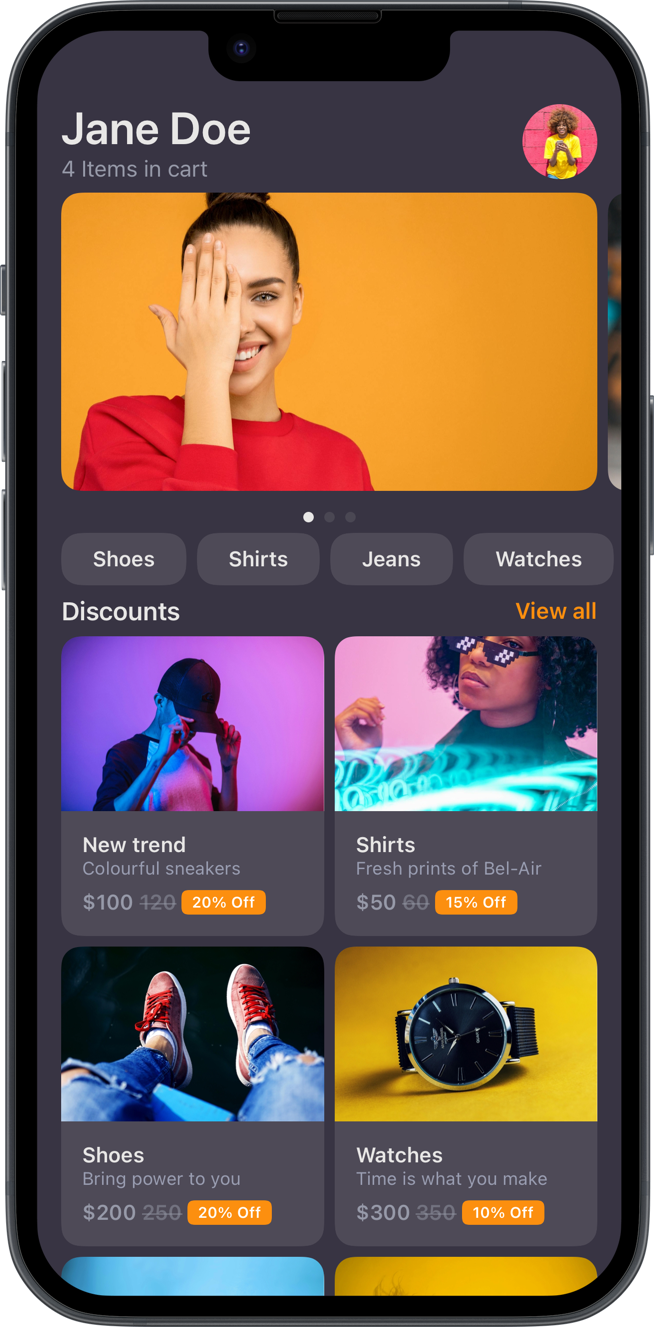 Jane Doe
4 Items in cart
Shoes
Shirts
Jeans
Watches
Discounts
View all
New trend
Colourful sneakers
$100 120 20% Off
Shirts
Fresh prints of Bel-Air
$50 60 15% Off
Shoes
Bring power to you
$200 250 20% Off
Watches
Time is what you make
$300 350 10% Off